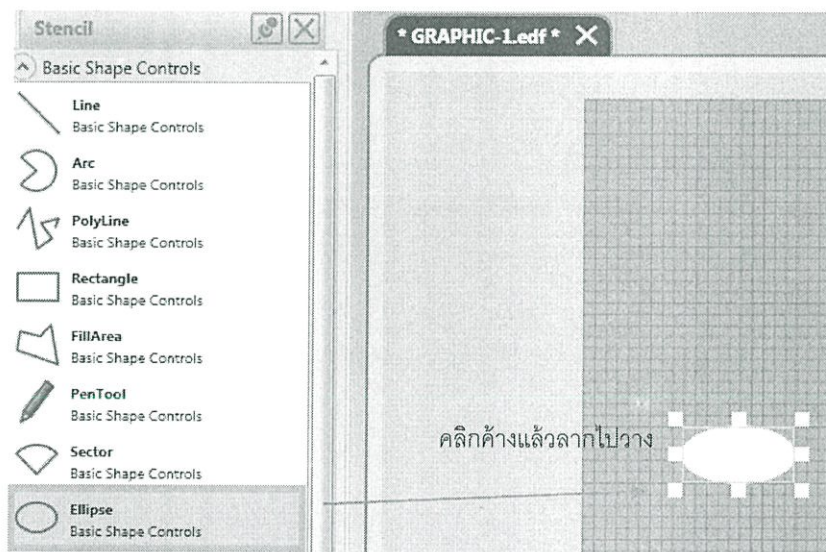 Stencil
* GRAPHIC-1.edf *
Basic Shape Controls
Line
Basic Shape Controls
Arc
Basic Shape Controls
PolyLine
Basic Shape Controls
Rectangle
Basic Shape Controls
FillArea
Basic Shape Controls
PenTool
Basic Shape Controls
Sector
Basic Shape Controls
Ellipse
Basic Shape Controls
คลิกค้างแล้วลากไปวาง